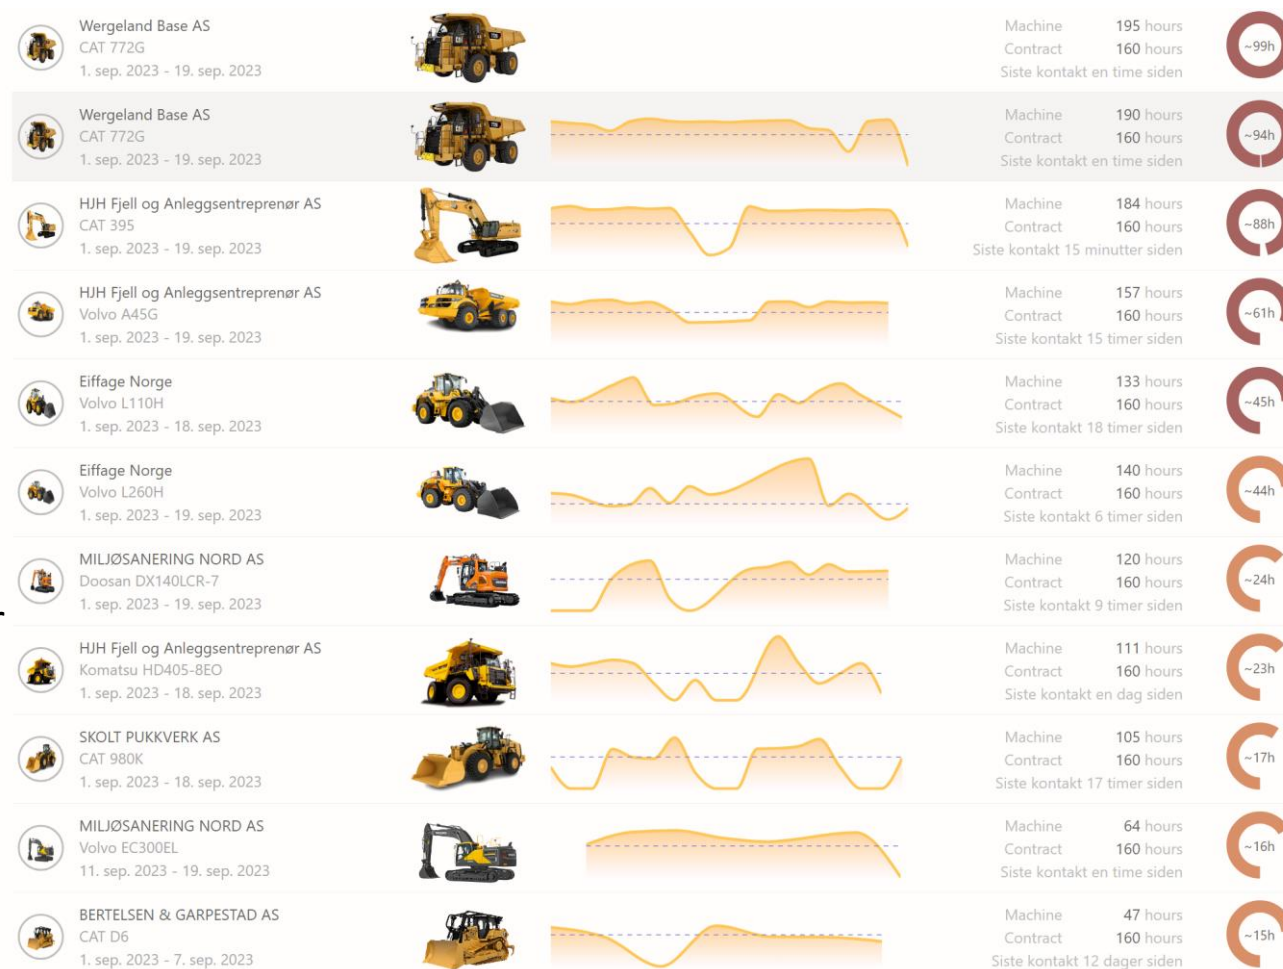 Wergeland Base AS
CAT 772G
1. sep. 2023 - 19. sep. 2023
Machine 195 hours
Contract 160 hours
Siste kontakt en time siden
~99h
Wergeland Base AS
CAT 772G
1. sep. 2023 - 19. sep. 2023
Machine 190 hours
Contract 160 hours
Siste kontakt en time siden
~94h
HJH Fjell og Anleggsentreprenør AS
CAT 395
1. sep. 2023 - 19. sep. 2023
Machine 184 hours
Contract 160 hours
Siste kontakt 15 minutter siden
~88h
HJH Fjell og Anleggsentreprenør AS
Volvo A45G
1. sep. 2023 - 19. sep. 2023
Machine 157 hours
Contract 160 hours
Siste kontakt 15 timer siden
~61h
Eiffage Norge
Volvo L110H
1. sep. 2023 - 18. sep. 2023
Machine 133 hours
Contract 160 hours
Siste kontakt 18 timer siden
~45h
Eiffage Norge
Volvo L260H
1. sep. 2023 - 19. sep. 2023
Machine 140 hours
Contract 160 hours
Siste kontakt 6 timer siden
~44h
MILJØSANERING NORD AS
Doosan DX140LCR-7
1. sep. 2023 - 19. sep. 2023
Machine 120 hours
Contract 160 hours
Siste kontakt 9 timer siden
~24h
HJH Fjell og Anleggsentreprenør AS
Komatsu HD405-8EO
1. sep. 2023 - 18. sep. 2023
Machine 111 hours
Contract 160 hours
Siste kontakt en dag siden
~23h
SKOLT PUKKVERK AS
CAT 980K
1. sep. 2023 - 18. sep. 2023
Machine 105 hours
Contract 160 hours
Siste kontakt 17 timer siden
~17h
MILJØSANERING NORD AS
Volvo EC300EL
11. sep. 2023 - 19. sep. 2023
Machine 64 hours
Contract 160 hours
Siste kontakt en time siden
~16h
BERTELSEN & GARPESTAD AS
CAT D6
1. sep. 2023 - 7. sep. 2023
Machine 47 hours
Contract 160 hours
Siste kontakt 12 dager siden
~15h